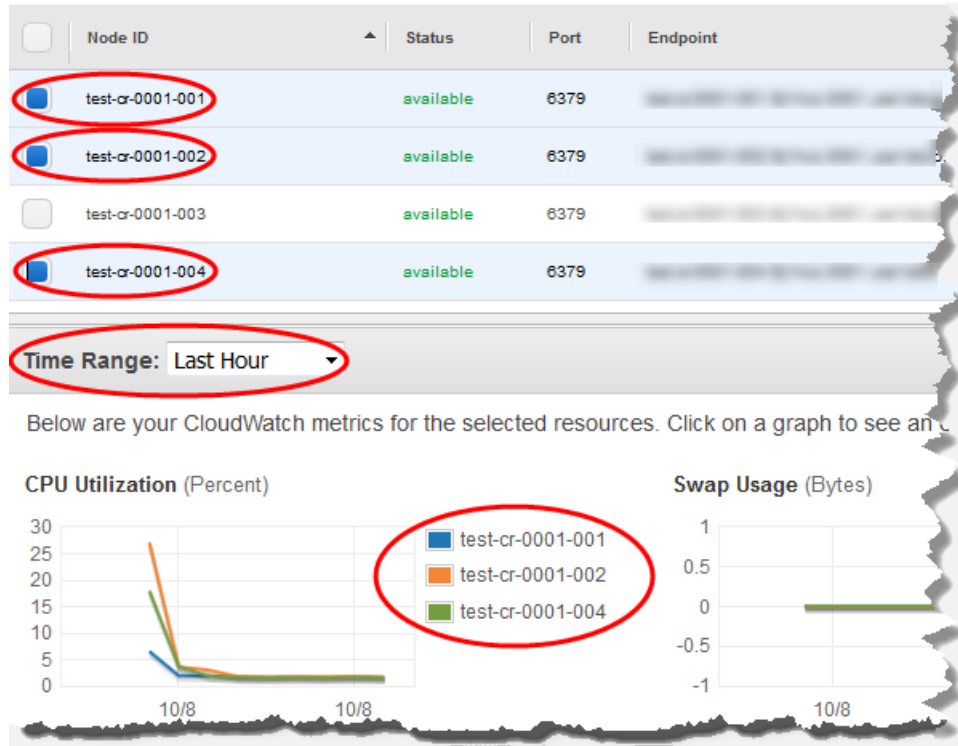 Node ID Status Port Endpoint
test-cr-0001-001 available 6379
test-cr-0001-002 available 6379
test-cr-0001-003 available 6379
test-cr-0001-004 available 6379
Time Range: Last Hour
Below are your CloudWatch metrics for the selected resources. Click on a graph to see an
CPU Utilization (Percent)
30
25
20
15
10
5
0
10/8 10/8
test-cr-0001-001
test-cr-0001-002
test-cr-0001-004
Swap Usage (Bytes)
1
0.5
0
-0.5
-1
10/8